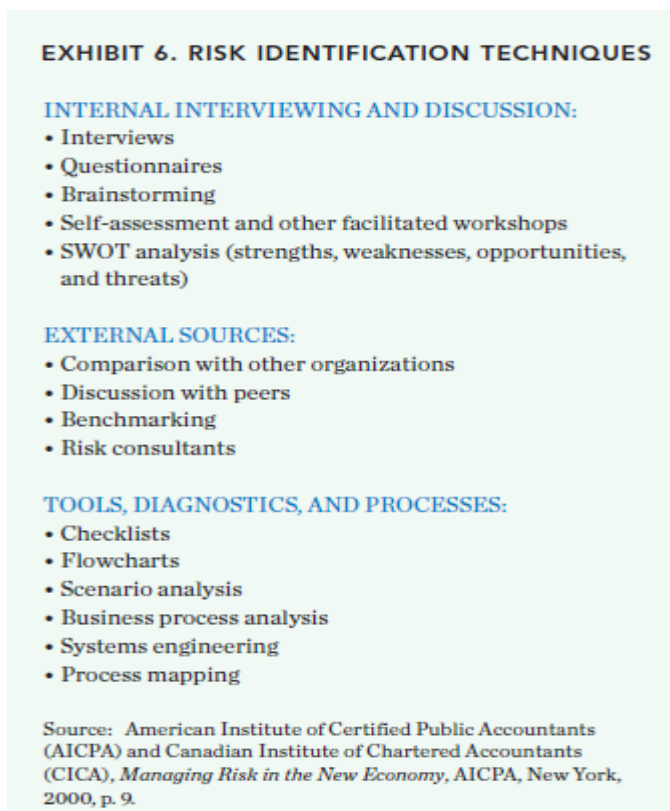 EXHIBIT 6. RISK IDENTIFICATION TECHNIQUES
INTERNAL INTERVIEWING AND DISCUSSION:
• Interviews
• Questionnaires
• Brainstorming
• Self-assessment and other facilitated workshops
• SWOT analysis (strengths, weaknesses, opportunities,
and threats)
EXTERNAL SOURCES:
• Comparison with other organizations
• Discussion with peers
• Benchmarking
• Risk consultants
TOOLS, DIAGNOSTICS, AND PROCESSES:
• Checklists
• Flowcharts
• Scenario analysis
• Business process analysis
• Systems engineering
• Process mapping
Source: American Institute of Certified Public Accountants
(AICPA) and Canadian Institute of Chartered Accountants
(CICA), Managing Risk in the New Economy, AICPA, New York,
2000, p. 9.